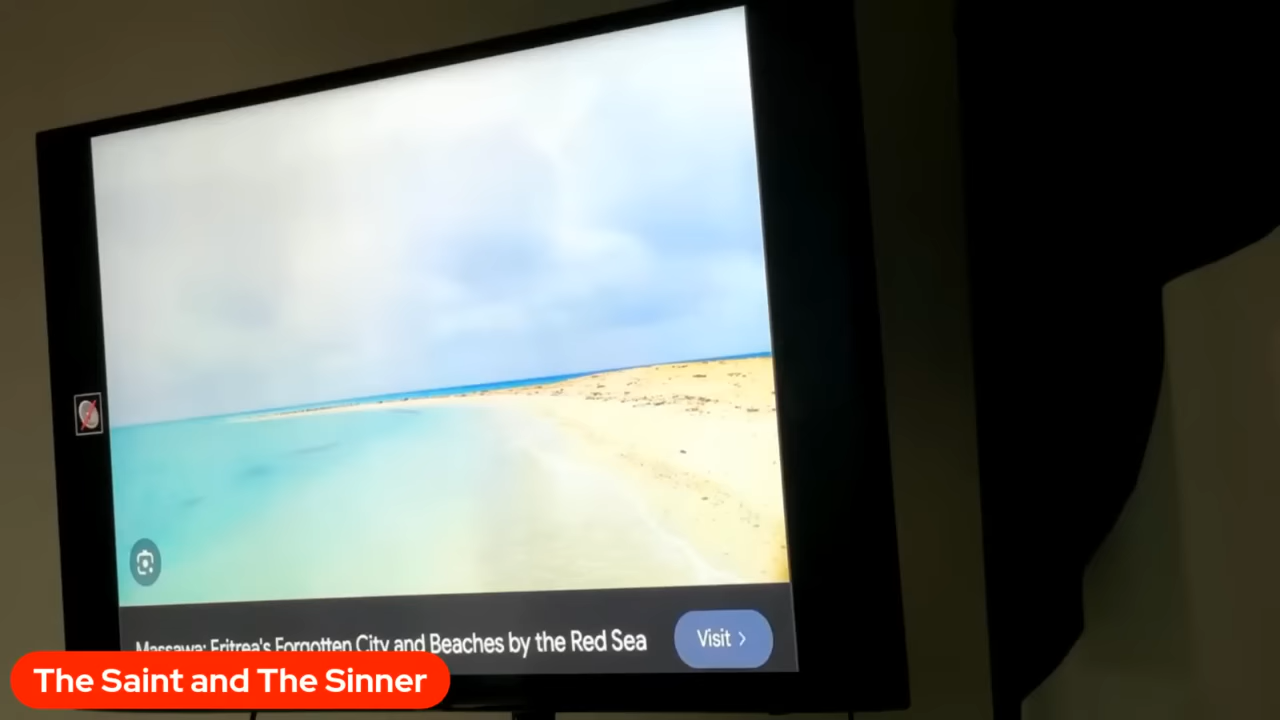 Massawa: Eritrea's Forgotten City and Beaches by the Red Sea
Visit
The Saint and The Sinner